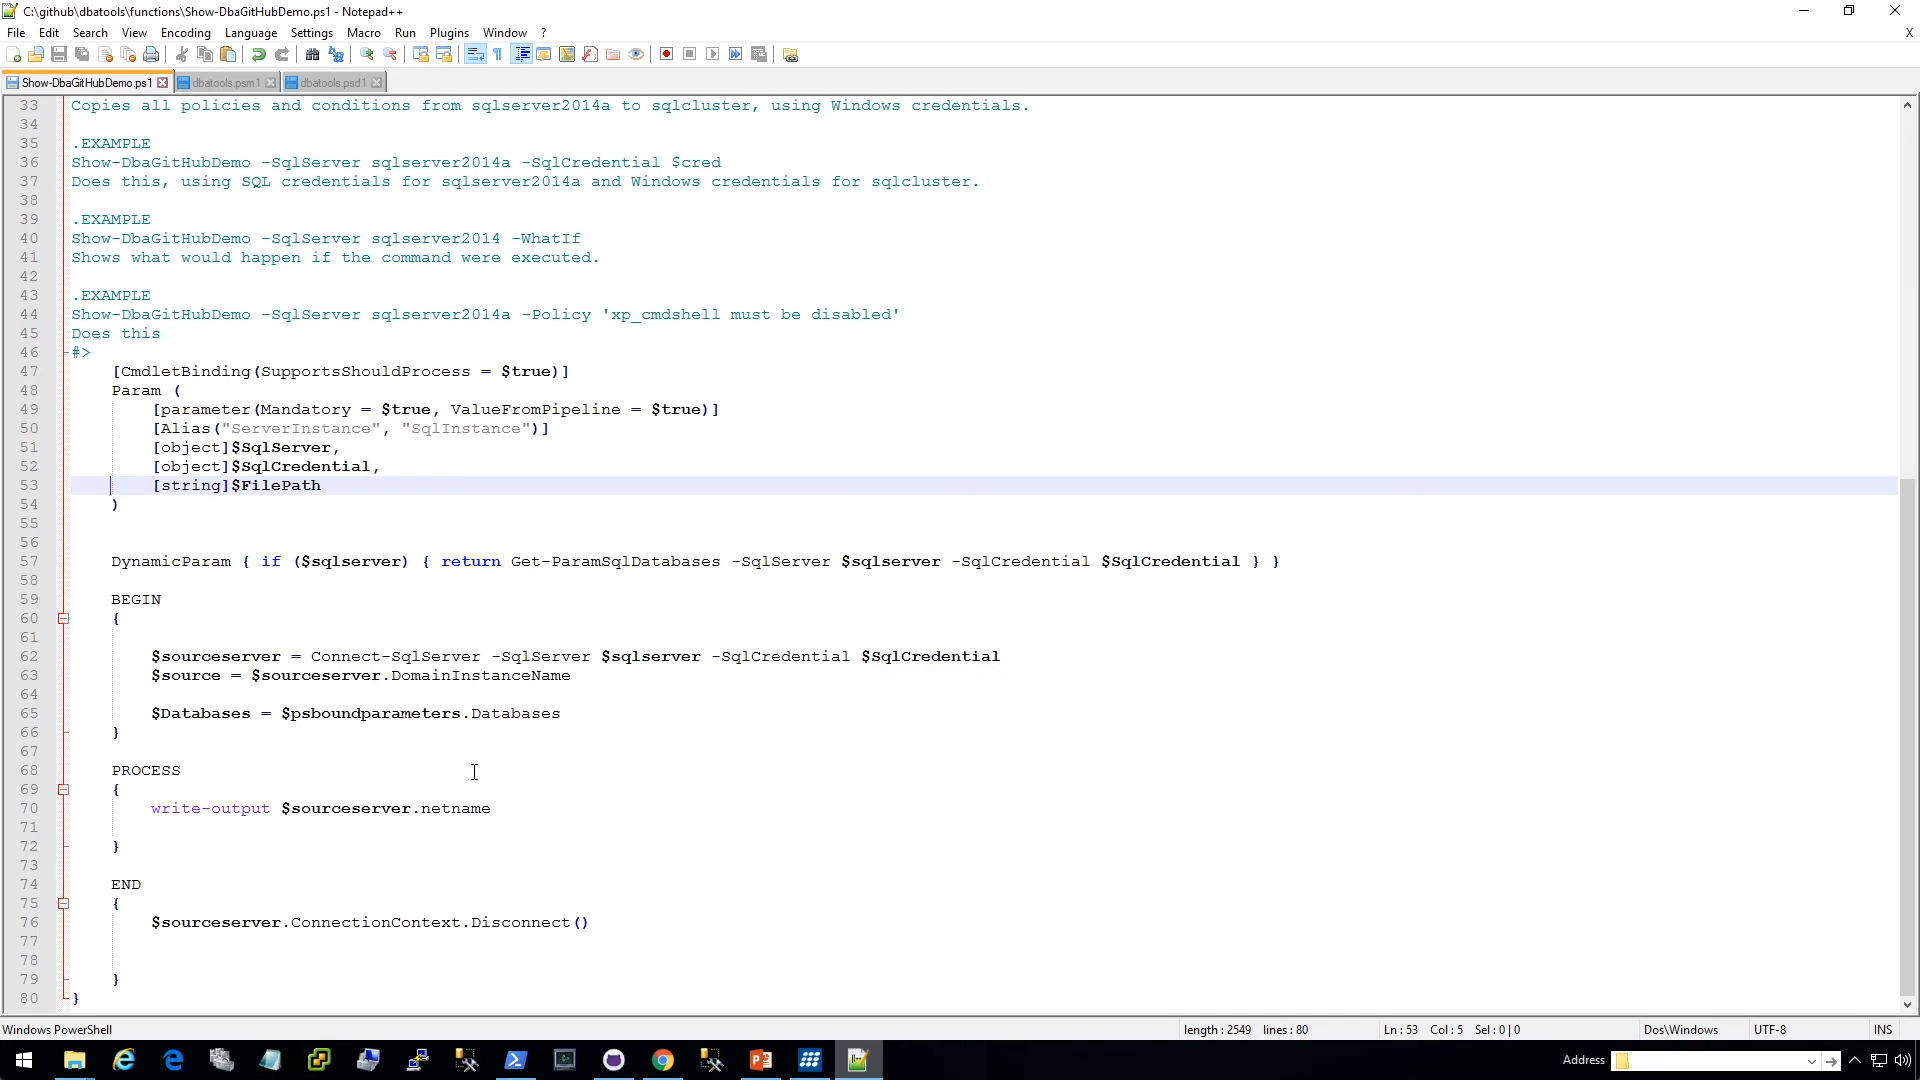 C:\github\dbatools\functions\Show-DbaGitHubDemo.ps1 - Notepad++
File Edit Search View Encoding Language Settings Macro Run Plugins Window ? X
Show-DbaGitHubDemo.ps1 dbatools.psm1 dbatools.psd1
33 Copies all policies and conditions from sqlserver2014a to sqlcluster, using Windows credentials.
34
35 .EXAMPLE
36 Show-DbaGitHubDemo -SqlServer sqlserver2014a -SqlCredential $cred
37 Does this, using SQL credentials for sqlserver2014a and Windows credentials for sqlcluster.
38
39 .EXAMPLE
40 Show-DbaGitHubDemo -SqlServer sqlserver2014 -WhatIf
41 Shows what would happen if the command were executed.
42
43 .EXAMPLE
44 Show-DbaGitHubDemo -SqlServer sqlserver2014a -Policy 'xp_cmdshell must be disabled'
45 Does this
46 #>
47 [CmdletBinding(SupportsShouldProcess = $true)]
48 Param (
49 [parameter(Mandatory = $true, ValueFromPipeline = $true)]
50 [Alias("ServerInstance", "SqlInstance")]
51 [object]$SqlServer,
52 [object]$SqlCredential,
53 [string]$FilePath
54 )
55
56
57 DynamicParam { if ($sqlserver) { return Get-ParamSqlDatabases -SqlServer $sqlserver -SqlCredential $SqlCredential } }
58
59 BEGIN
60 {
61
62 $sourceserver = Connect-SqlServer -SqlServer $sqlserver -SqlCredential $SqlCredential
63 $source = $sourceserver.DomainInstanceName
64
65 $Databases = $psboundparameters.Databases
66 }
67
68 PROCESS
69 {
70 write-output $sourceserver.netname
71
72 }
73
74 END
75 {
76 $sourceserver.ConnectionContext.Disconnect()
77
78
79 }
80 }
Windows PowerShell length : 2549 lines : 80 Ln : 53 Col : 5 Sel : 0 | 0 Dos\Windows UTF-8 INS
Address